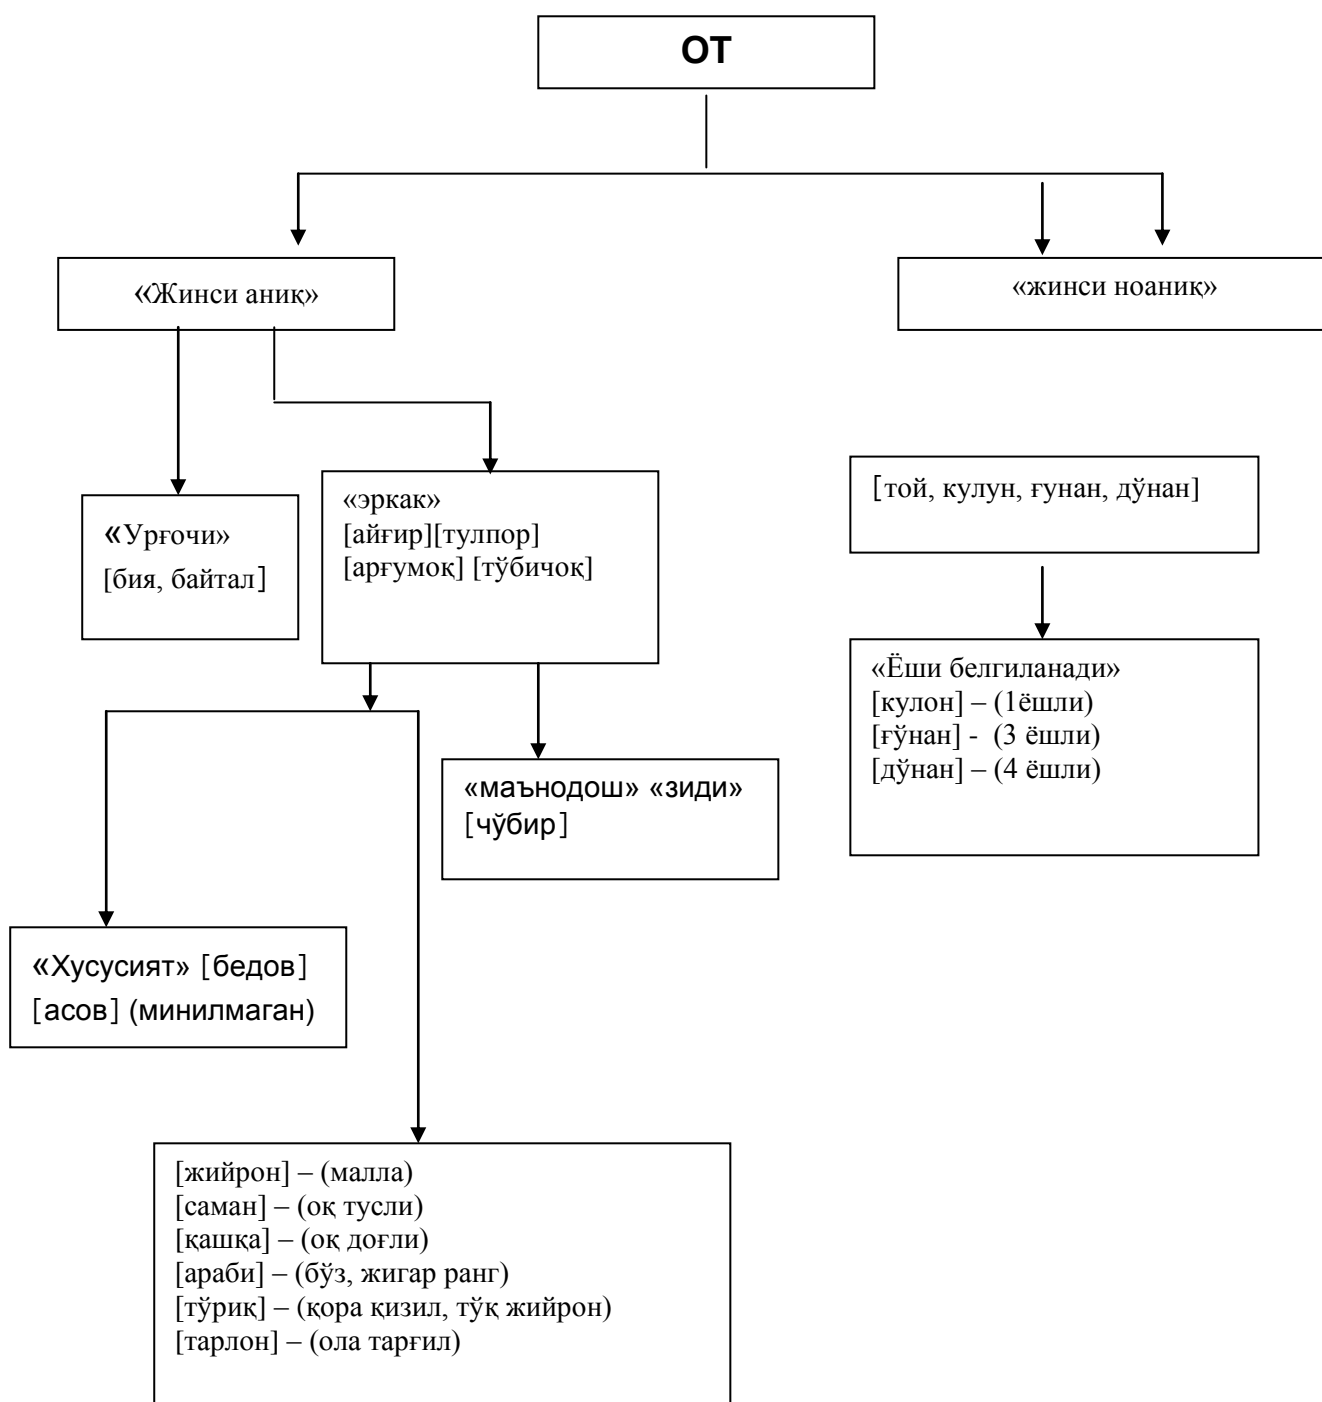 ОТ
«Жинси аниқ»
«жинси ноаниқ»
«Урғочи»
[бия, байтал]
«эркак»
[айғир][тулпор]
[арғумоқ] [тўбичоқ]
[той, кулун, ғунан, дўнан]
«Ёши белгиланади»
[кулон] – (1ёшли)
[ғўнан] - (3 ёшли)
[дўнан] – (4 ёшли)
«маънодош» «зиди»
[чўбир]
«Хусусият» [бедов]
[асов] (минилмаган)
[жийрон] – (малла)
[саман] – (оқ тусли)
[қашқа] – (оқ доғли)
[араби] – (бўз, жигар ранг)
[тўриқ] – (қора қизил, тўқ жийрон)
[тарлон] – (ола тарғил)